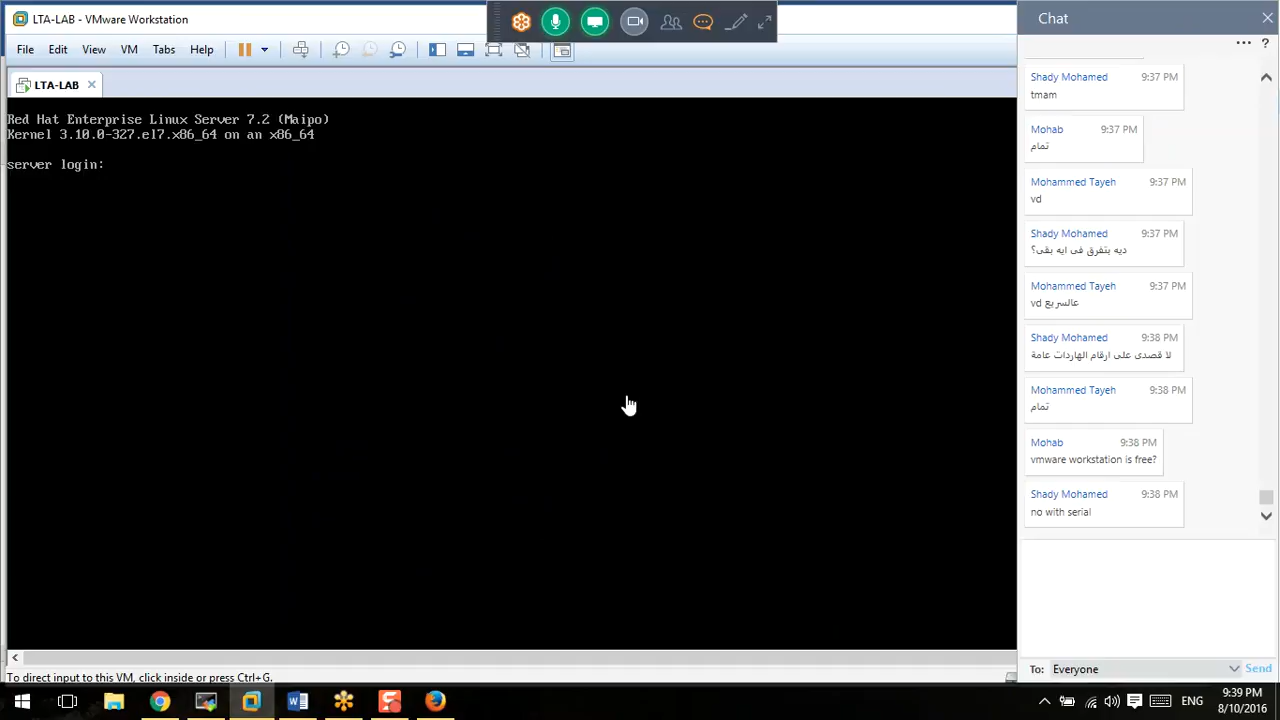 LTA-LAB - VMware Workstation
File Edit View VM Tabs Help
LTA-LAB
Red Hat Enterprise Linux Server 7.2 (Maipo)
Kernel 3.10.0-327.el7.x86_64 on an x86_64
server login:
To direct input to this VM, click inside or press Ctrl+G.
Chat
Shady Mohamed 9:37 PM
tmam
Mohab 9:37 PM
تمام
Mohammed Tayeh 9:37 PM
vd
Shady Mohamed 9:37 PM
ديه بتفرق فى ايه بقى؟
Mohammed Tayeh 9:37 PM
vd عالسريع
Shady Mohamed 9:38 PM
لا قصدى على ارقام الهاردات عامة
Mohammed Tayeh 9:38 PM
تمام
Mohab 9:38 PM
vmware workstation is free?
Shady Mohamed 9:38 PM
no with serial
To: Everyone Send
ENG
9:39 PM
8/10/2016